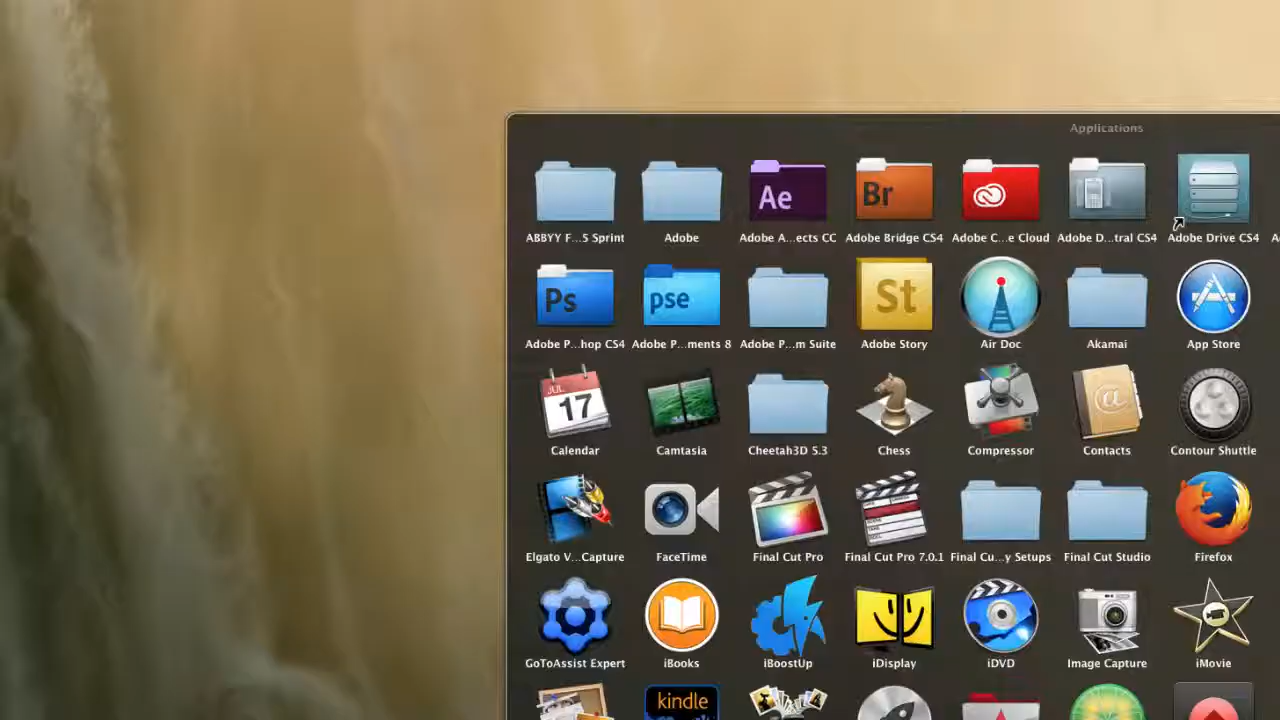 Applications
Ae
Br
ABBYY F...5 Sprint
Adobe
Adobe A...ects CC
Adobe Bridge CS4
Adobe C...e Cloud
Adobe D...tral CS4
Adobe Drive CS4
Ps
pse
St
Adobe P...hop CS4
Adobe P...ments 8
Adobe P...m Suite
Adobe Story
Air Doc
Akamai
App Store
JUL
17
@
Calendar
Camtasia
Cheetah3D 5.3
Chess
Compressor
Contacts
Contour Shuttle
Elgato V...Capture
FaceTime
Final Cut Pro
Final Cut Pro 7.0.1
Final Cu...y Setups
Final Cut Studio
Firefox
GoToAssist Expert
iBooks
iBoostUp
iDisplay
iDVD
Image Capture
iMovie
kindle